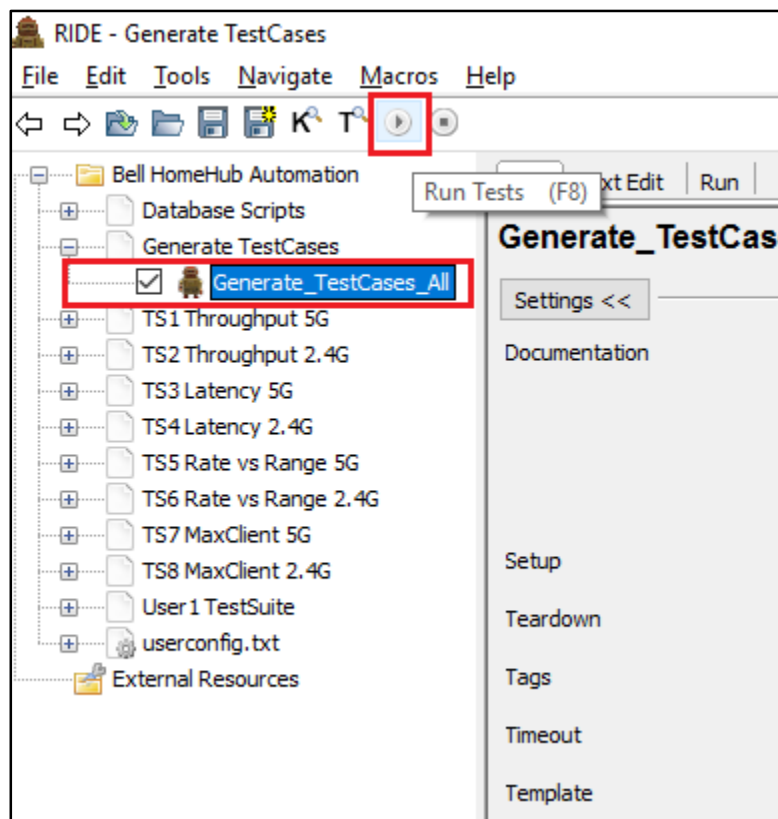 RIDE - Generate TestCases
File Edit Tools Navigate Macros Help
K T
Bell HomeHub Automation
Database Scripts
Generate TestCases
Generate_TestCases_All
TS1 Throughput 5G
TS2 Throughput 2.4G
TS3 Latency 5G
TS4 Latency 2.4G
TS5 Rate vs Range 5G
TS6 Rate vs Range 2.4G
TS7 MaxClient 5G
TS8 MaxClient 2.4G
User1 TestSuite
userconfig.txt
External Resources
Run Tests (F8)
xt Edit Run
Generate_TestCas
Settings <<
Documentation
Setup
Teardown
Tags
Timeout
Template